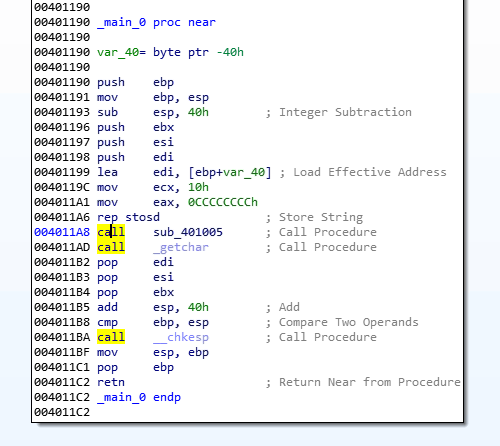 00401190
00401190 _main_0 proc near
00401190
00401190 var_40= byte ptr -40h
00401190
00401190 push    ebp
00401191 mov     ebp, esp
00401193 sub     esp, 40h        ; Integer Subtraction
00401196 push    ebx
00401197 push    esi
00401198 push    edi
00401199 lea     edi, [ebp+var_40] ; Load Effective Address
0040119C mov     ecx, 10h
004011A1 mov     eax, 0CCCCCCCCh
004011A6 rep stosd               ; Store String
004011A8 call    sub_401005      ; Call Procedure
004011AD call    _getchar        ; Call Procedure
004011B2 pop     edi
004011B3 pop     esi
004011B4 pop     ebx
004011B5 add     esp, 40h        ; Add
004011B8 cmp     ebp, esp        ; Compare Two Operands
004011BA call    __chkesp        ; Call Procedure
004011BF mov     esp, ebp
004011C1 pop     ebp
004011C2 retn                    ; Return Near from Procedure
004011C2 _main_0 endp
004011C2